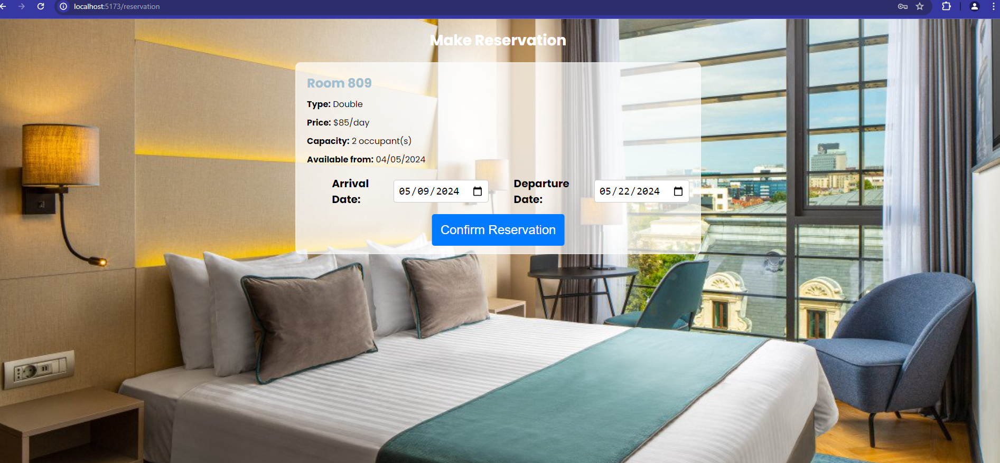 localhost:5173/reservation
Make Reservation
Room 809
Type: Double
Price: $85/day
Capacity: 2 occupant(s)
Available from: 04/05/2024
Arrival
Date:
05/09/2024
Departure
Date:
05/22/2024
Confirm Reservation